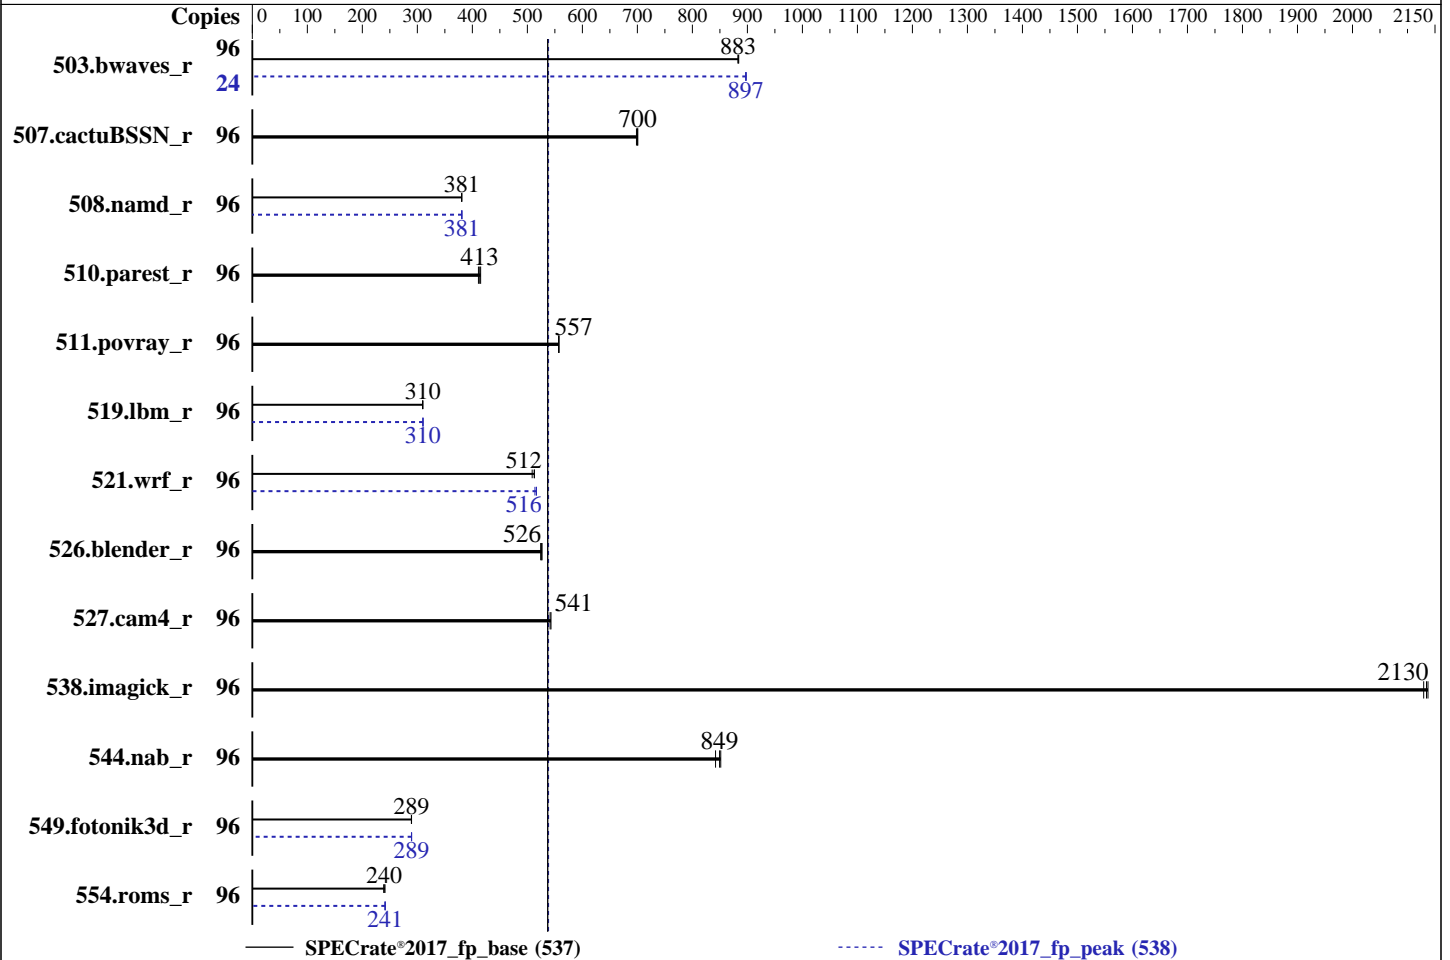 Copies 0 100 200 300 400 500 600 700 800 900 1000 1100 1200 1300 1400 1500 1600 1700 1800 1900 2000 2150
503.bwaves_r 96 883
24 897
507.cactuBSSN_r 96 700
508.namd_r 96 381
381
510.parest_r 96 413
511.povray_r 96 557
519.lbm_r 96 310
310
521.wrf_r 96 512
516
526.blender_r 96 526
527.cam4_r 96 541
538.imagick_r 96 2130
544.nab_r 96 849
549.fotonik3d_r 96 289
289
554.roms_r 96 240
241
SPECrate®2017_fp_base (537) SPECrate®2017_fp_peak (538)